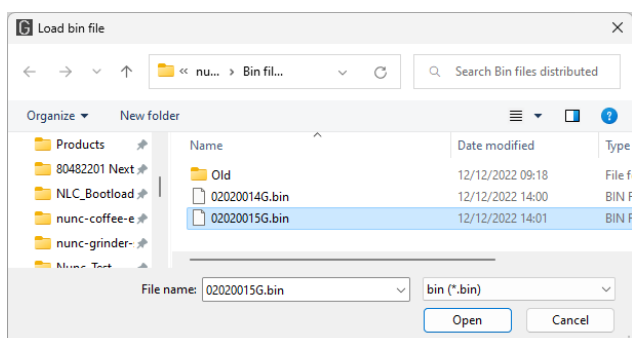 Load bin file
« nu... › Bin fil...
Search Bin files distributed
Organize
New folder
Name
Date modified
Type
Products
80482201 Next
NLC_Bootload
nunc-coffee-e
nunc-grinder-
Old 12/12/2022 09:18 File f
02020014G.bin 12/12/2022 14:00 BIN F
02020015G.bin 12/12/2022 14:01 BIN F
File name: 02020015G.bin
bin (*.bin)
Open
Cancel